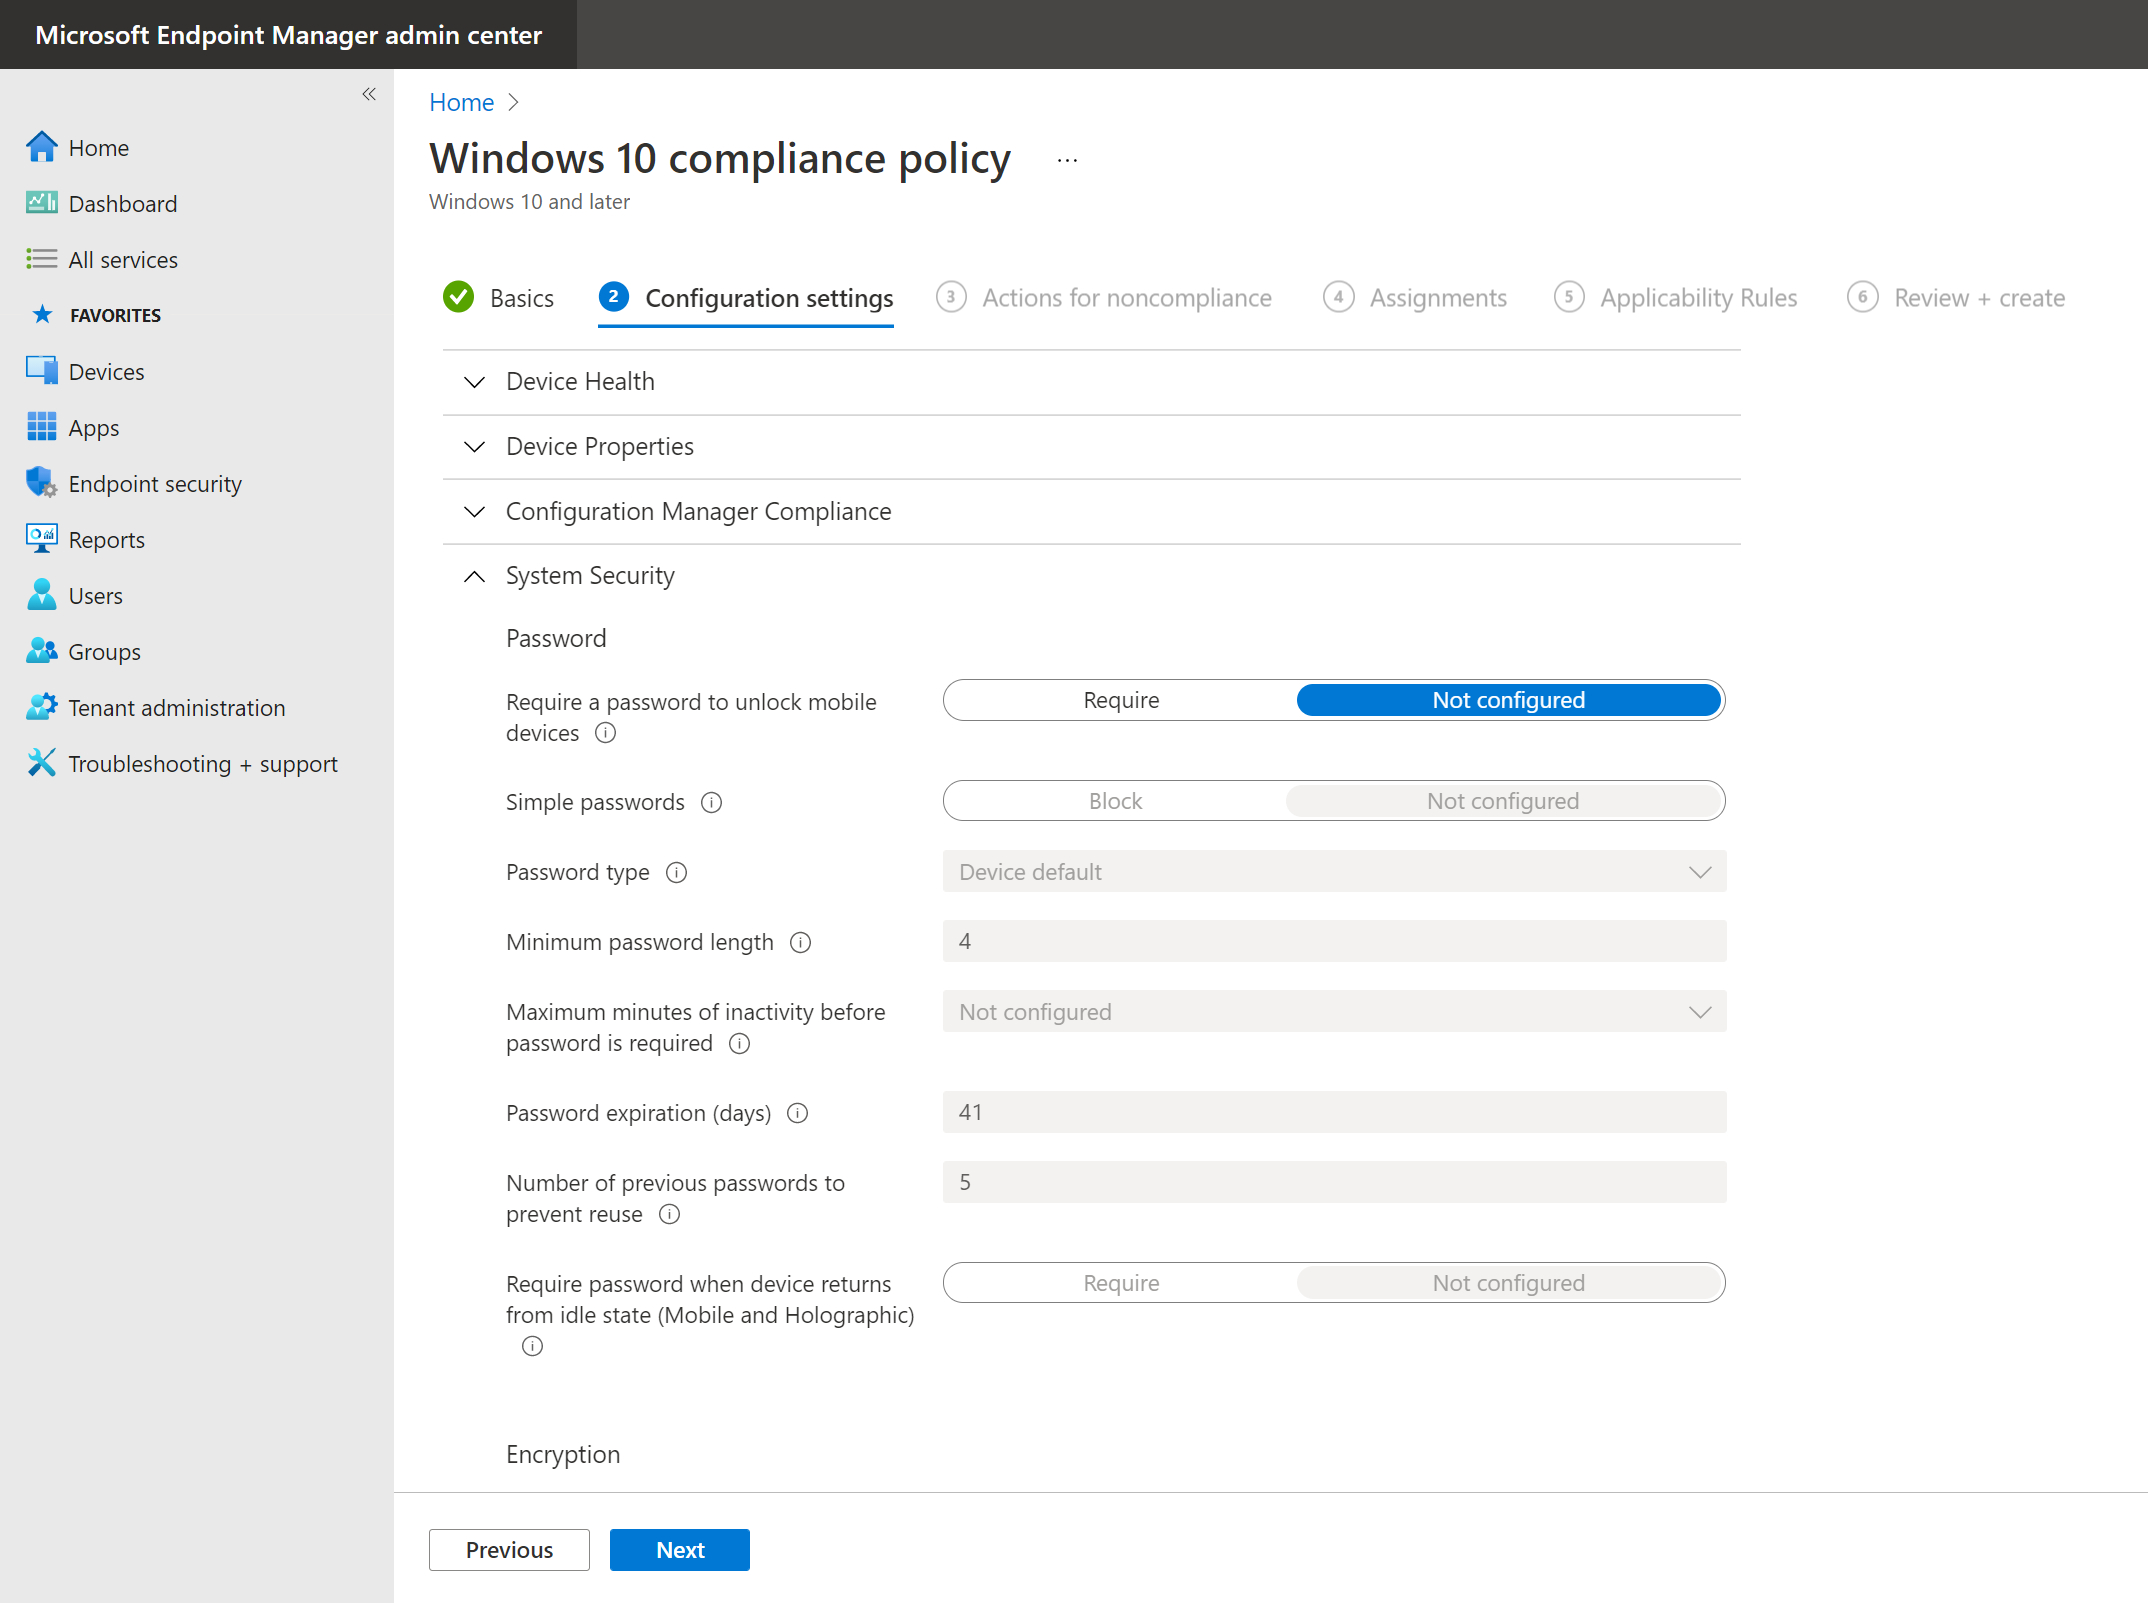 Microsoft Endpoint Manager admin center
«
Home
Dashboard
All services
FAVORITES
Devices
Apps
Endpoint security
Reports
Users
Groups
Tenant administration
Troubleshooting + support
Home >
Windows 10 compliance policy ...
Windows 10 and later
Basics
2 Configuration settings
3 Actions for noncompliance
4 Assignments
5 Applicability Rules
6 Review + create
Device Health
Device Properties
Configuration Manager Compliance
System Security
Password
Require a password to unlock mobile
devices
Require Not configured
Simple passwords
Block Not configured
Password type
Device default
Minimum password length
4
Maximum minutes of inactivity before
password is required
Not configured
Password expiration (days)
41
Number of previous passwords to
prevent reuse
5
Require password when device returns
from idle state (Mobile and Holographic)
Require Not configured
Encryption
Previous Next